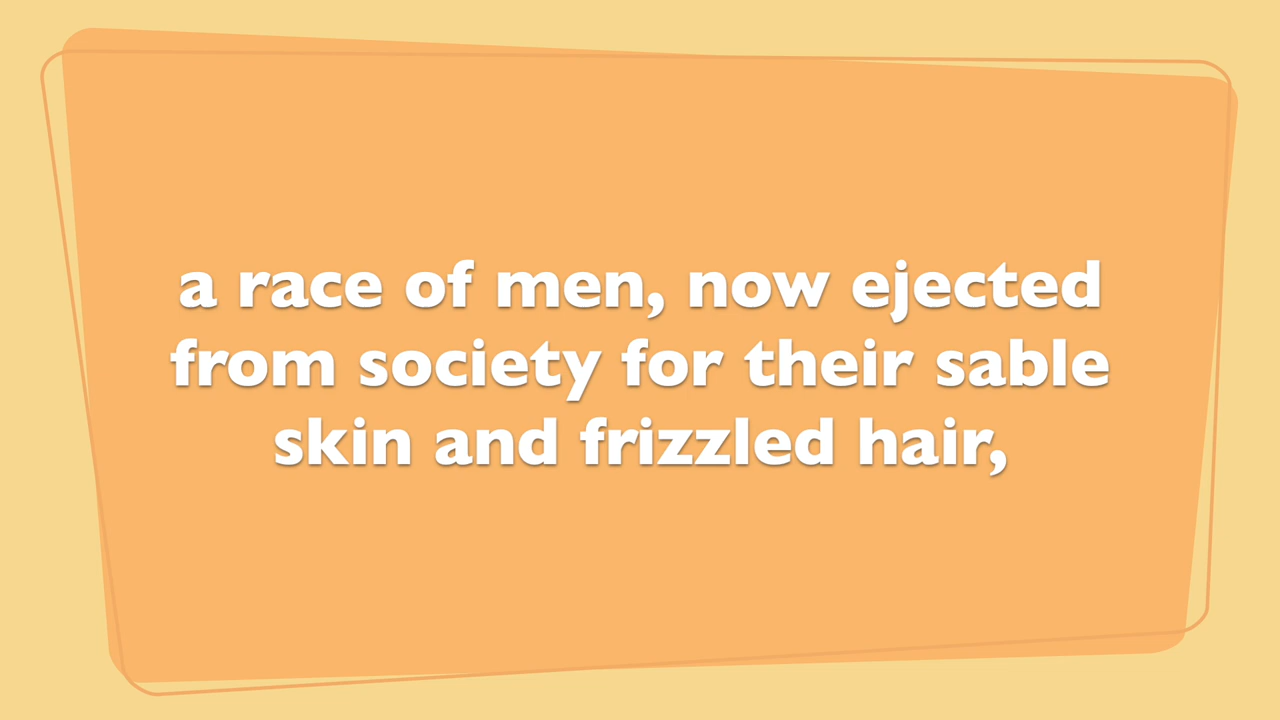 a race of men, now ejected
from society for their sable
skin and frizzled hair,